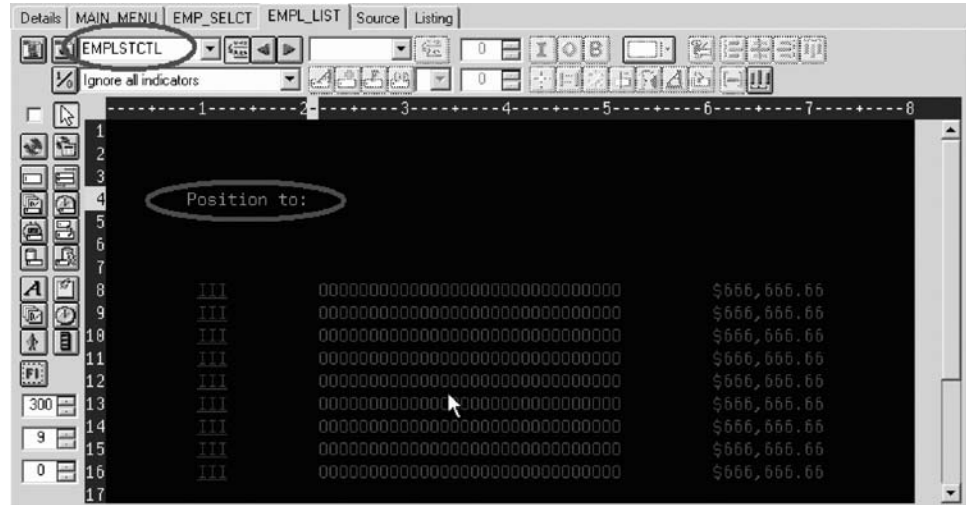 Details MAIN_MENU EMP_SELCT EMPL_LIST Source Listing
EMPLSTCTL 0 I O B
Ignore all indicators 0
----+----1----+----2----+----3----+----4----+----5----+----6----+----7----+----8
1
2
3
4 Position to:
5
6
7
8 III OOOOOOOOOOOOOOOOOOOOOOOOOOOOOO $666,666.66
9 III OOOOOOOOOOOOOOOOOOOOOOOOOOOOOO $666,666.66
10 III OOOOOOOOOOOOOOOOOOOOOOOOOOOOOO $666,666.66
11 III OOOOOOOOOOOOOOOOOOOOOOOOOOOOOO $666,666.66
FI 12 III OOOOOOOOOOOOOOOOOOOOOOOOOOOOOO $666,666.66
300 13 III OOOOOOOOOOOOOOOOOOOOOOOOOOOOOO $666,666.66
9 14 III OOOOOOOOOOOOOOOOOOOOOOOOOOOOOO $666,666.66
15 III OOOOOOOOOOOOOOOOOOOOOOOOOOOOOO $666,666.66
0 16 III OOOOOOOOOOOOOOOOOOOOOOOOOOOOOO $666,666.66
17